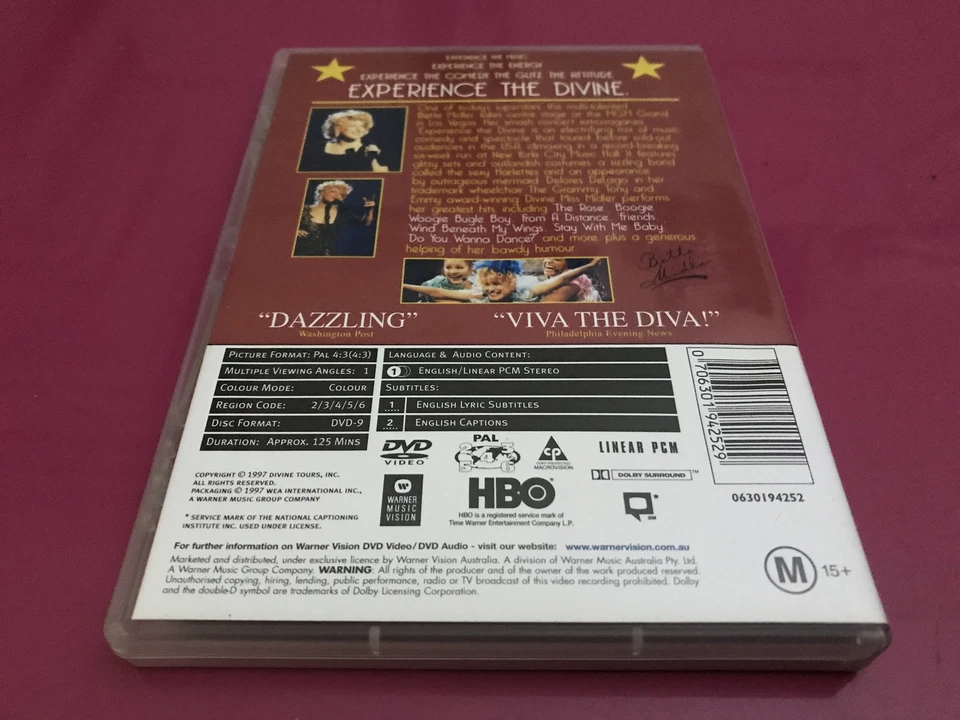 EXPERIENCE THE MUSIC
EXPERIENCE THE ENERGY
EXPERIENCE THE COMEDY THE GLITZ THE ATTITUDE
EXPERIENCE THE DIVINE.
One of today's superstars the multi-talented
Bette Midler takes centre stage at the MGM Grand
in Las Vegas. Her smash concert extravaganza
Experience the Divine is an electrifying mix of music
comedy and spectacle that toured before sold-out
audiences in the USA climaxing in a record-breaking
six-week run at New York City Music Hall. It features
glitzy sets and outlandish costumes a sizzling band
called the sexy Harlettes and an appearance
by outrageous mermaid Delores Delago in her
trademark wheelchair The Grammy, Tony and
Emmy award-winning Divine Miss Midler performs
her greatest hits, including The Rose Boogie
Woogie Bugle Boy, From A Distance, Friends,
Wind Beneath My Wings, Stay With Me Baby,
Do You Wanna Dance? and more, plus a generous
helping of her bawdy humour
Bette
Midler
“DAZZLING”
Washington Post
“VIVA THE DIVA!”
Philadelphia Evening News
PICTURE FORMAT: PAL 4:3(4:3)
MULTIPLE VIEWING ANGLES: 1
COLOUR MODE: COLOUR
REGION CODE: 2/3/4/5/6
DISC FORMAT: DVD-9
DURATION: APPROX. 125 MINS
LANGUAGE & AUDIO CONTENT:
1 ENGLISH/LINEAR PCM STEREO
SUBTITLES:
1 ENGLISH LYRIC SUBTITLES
2 ENGLISH CAPTIONS
0706301942529
0630194252
DVD
VIDEO
PAL
2 3 4 5 6
CP
COPY PROTECTED
MACROVISION
LINEAR PCM
DOLBY SURROUND™
COPYRIGHT © 1997 DIVINE TOURS, INC.
ALL RIGHTS RESERVED.
PACKAGING © 1997 WEA INTERNATIONAL INC.,
A WARNER MUSIC GROUP COMPANY
* SERVICE MARK OF THE NATIONAL CAPTIONING
INSTITUTE INC. USED UNDER LICENSE.
WARNER
MUSIC
VISION
HBO®
HBO is a registered service mark of
Time Warner Entertainment Company L.P.
*
SM
For further information on Warner Vision DVD Video/DVD Audio - visit our website: www.warnervision.com.au
Marketed and distributed, under exclusive licence by Warner Vision Australia. A division of Warner Music Australia Pty. Ltd.
A Warner Music Group Company. WARNING: All rights of the producer and of the owner of the work produced reserved.
Unauthorised copying, hiring, lending, public performance, radio or TV broadcast of this video recording prohibited. Dolby
and the double-D symbol are trademarks of Dolby Licensing Corporation.
M 15+